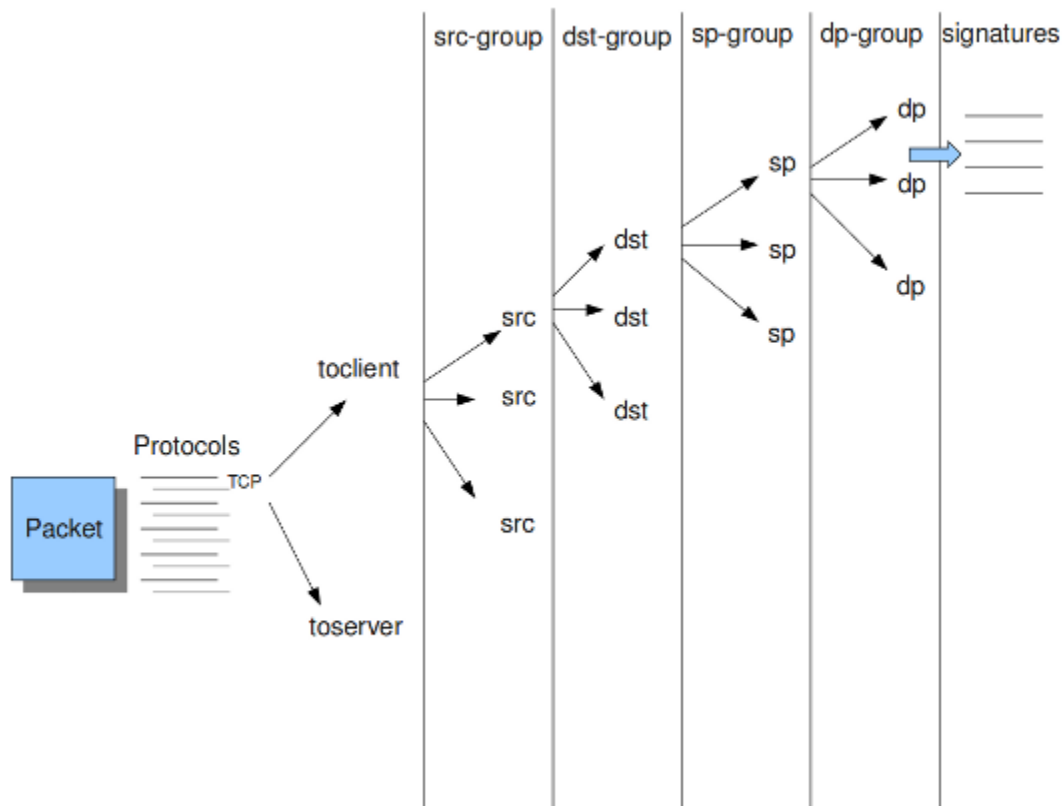 src-group dst-group sp-group dp-group signatures
dp
sp
dp
dst
sp
dp
src
dst
sp
toclient
src
dst
Protocols
TCP
Packet
src
toserver